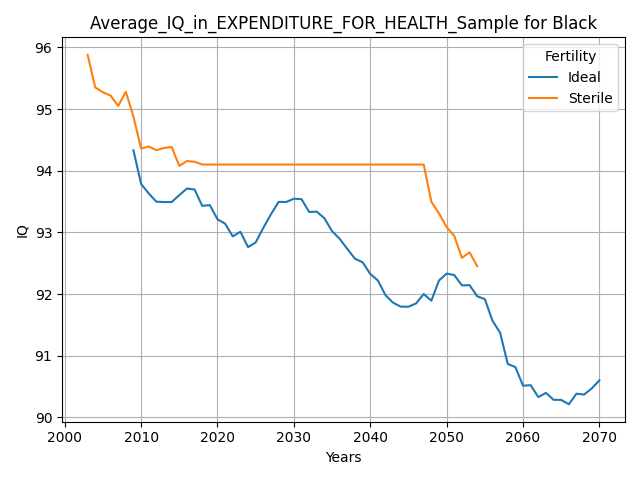 Average_IQ_in_EXPENDITURE_FOR_HEALTH_Sample for Black
Fertility
Ideal
Sterile
IQ
96
95
94
93
92
91
90
2000 2010 2020 2030 2040 2050 2060 2070
Years